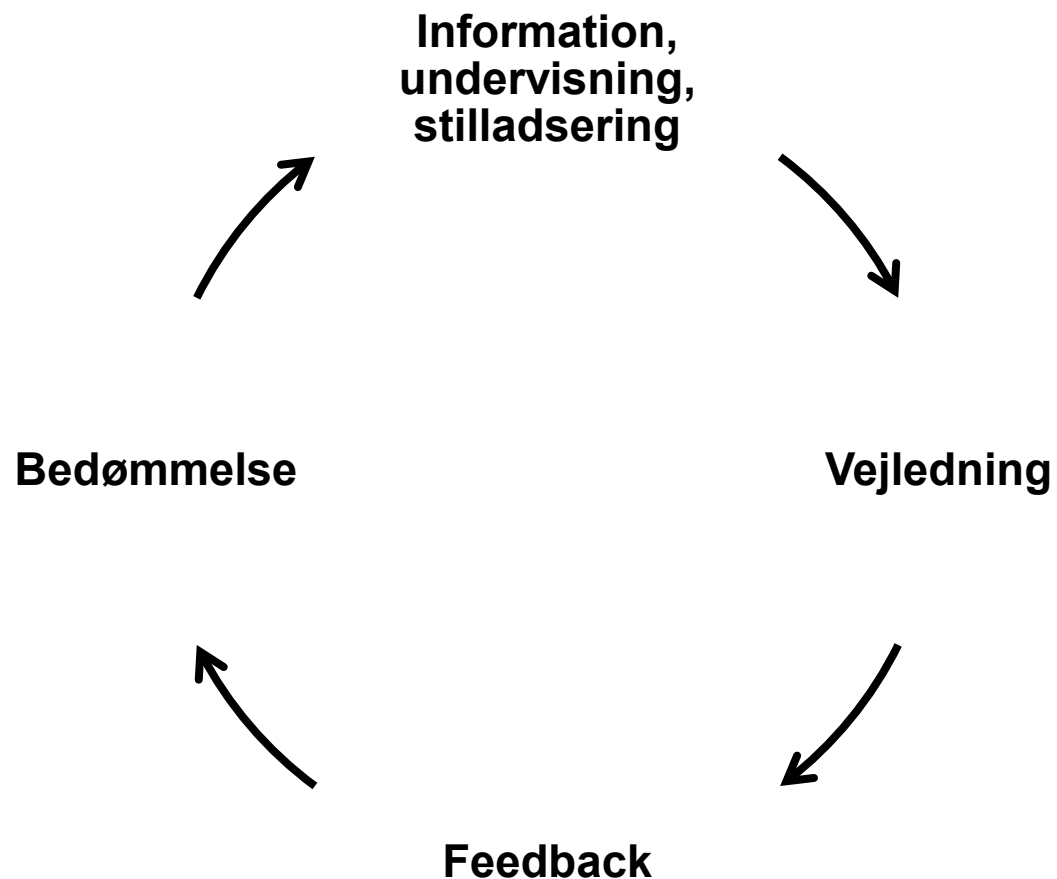 Information,
undervisning,
stilladsering
Bedømmelse
Vejledning
Feedback